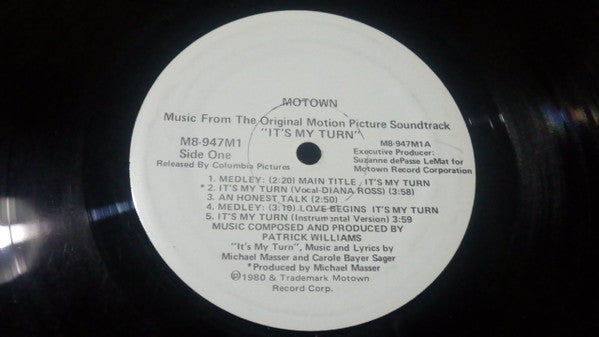 MOTOWN
Music From The Original Motion Picture Soundtrack
"IT'S MY TURN"
M8-947M1
Side One
Released By Columbia Pictures
M8-947M1A
Executive Producer:
Suzanne dePasse LeMat for
Motown Record Corporation
1. MEDLEY: (2:20) MAIN TITLE / IT'S MY TURN
* 2. IT'S MY TURN (Vocal-DIANA ROSS) (3:58)
3. AN HONEST TALK (2:50)
4. MEDLEY: (3:10) LOVE BEGINS IT'S MY TURN
5. IT'S MY TURN (Instrumental Version) 3:59
MUSIC COMPOSED AND PRODUCED BY
PATRICK WILLIAMS
"It's My Turn", Music and Lyrics by
Michael Masser and Carole Bayer Sager
*Produced by Michael Masser
℗1980 & Trademark Motown
Record Corp.